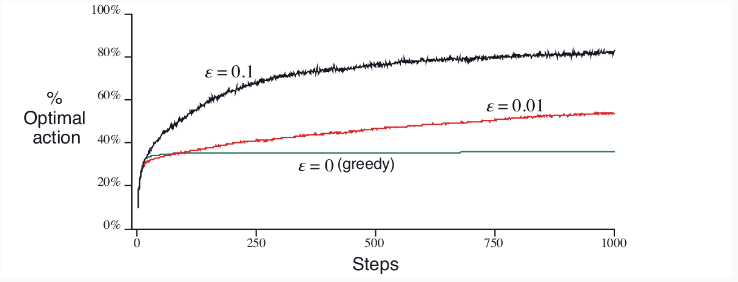 100%
80%
60%
40%
20%
0%
%
Optimal
action
ε = 0.1
ε = 0.01
ε = 0 (greedy)
0
250
500
750
1000
Steps